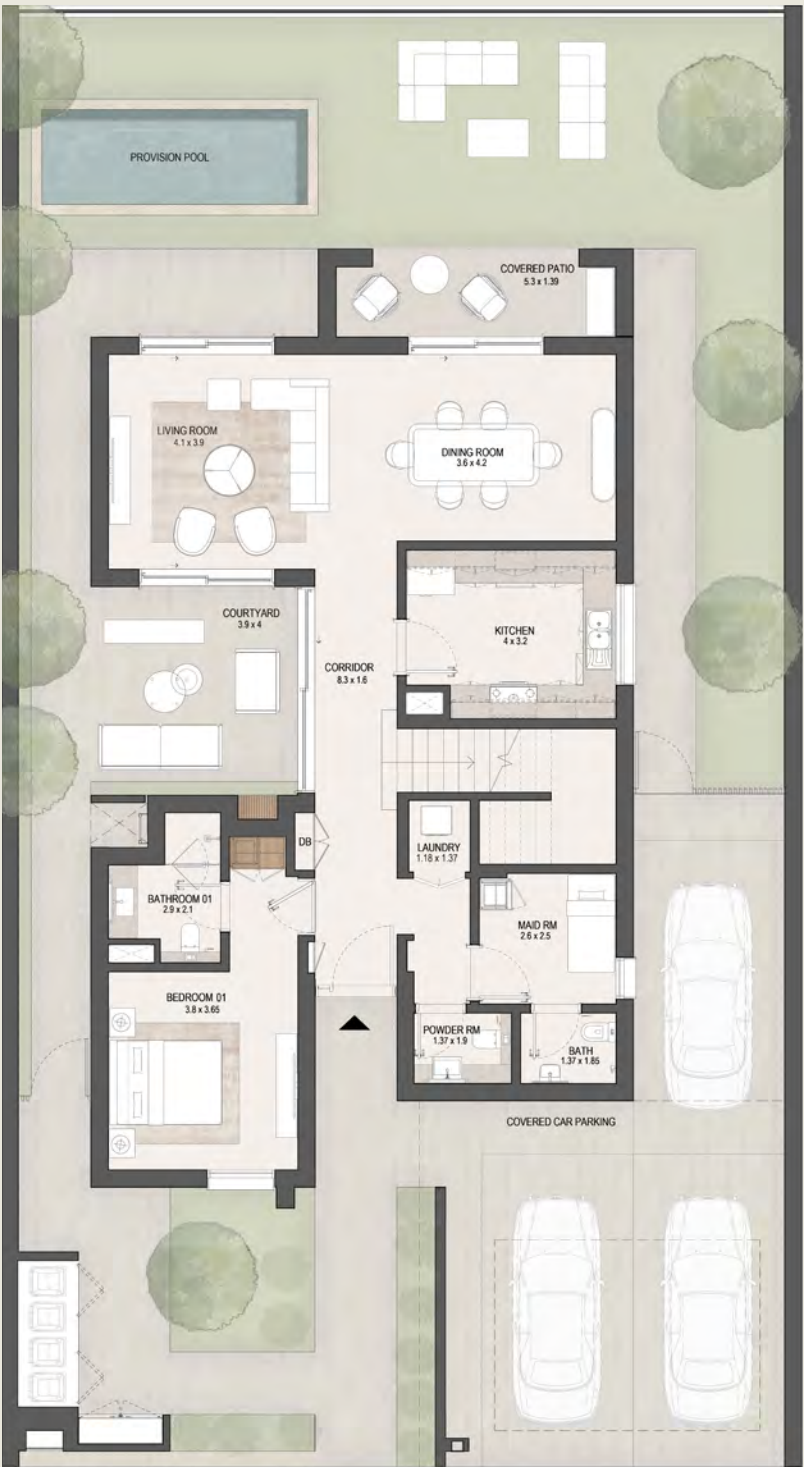 PROVISION POOL
COVERED PATIO
5.3 x 1.39
LIVING ROOM
4.1 x 3.9
DINING ROOM
3.6 x 4.2
COURTYARD
3.9 x 4
KITCHEN
4 x 3.2
CORRIDOR
8.3 x 1.6
DB
LAUNDRY
1.18 x 1.37
BATHROOM 01
2.9 x 2.1
MAID RM
2.6 x 2.5
BEDROOM 01
3.8 x 3.65
POWDER RM
1.37 x 1.9
BATH
1.37 x 1.85
COVERED CAR PARKING